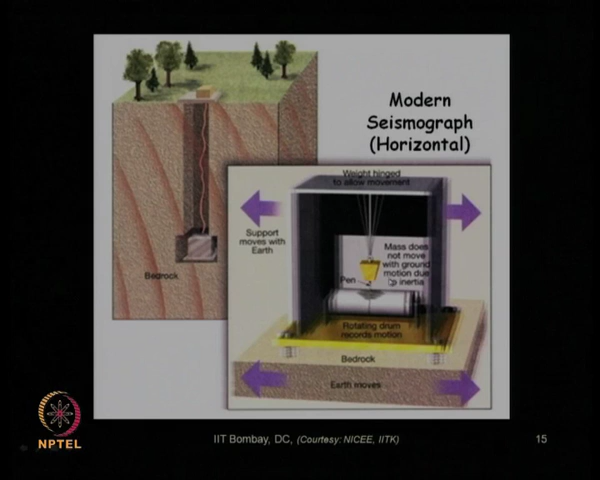 Modern
Seismograph
(Horizontal)
Weight hinged
to allow movement
Support
moves with
Earth
Mass does
not move
with ground
motion due
to inertia
Pen
Rotating drum
records motion
Bedrock
Bedrock
Earth moves
NPTEL
IIT Bombay, DC, (Courtesy: NICEE, IITK)
15